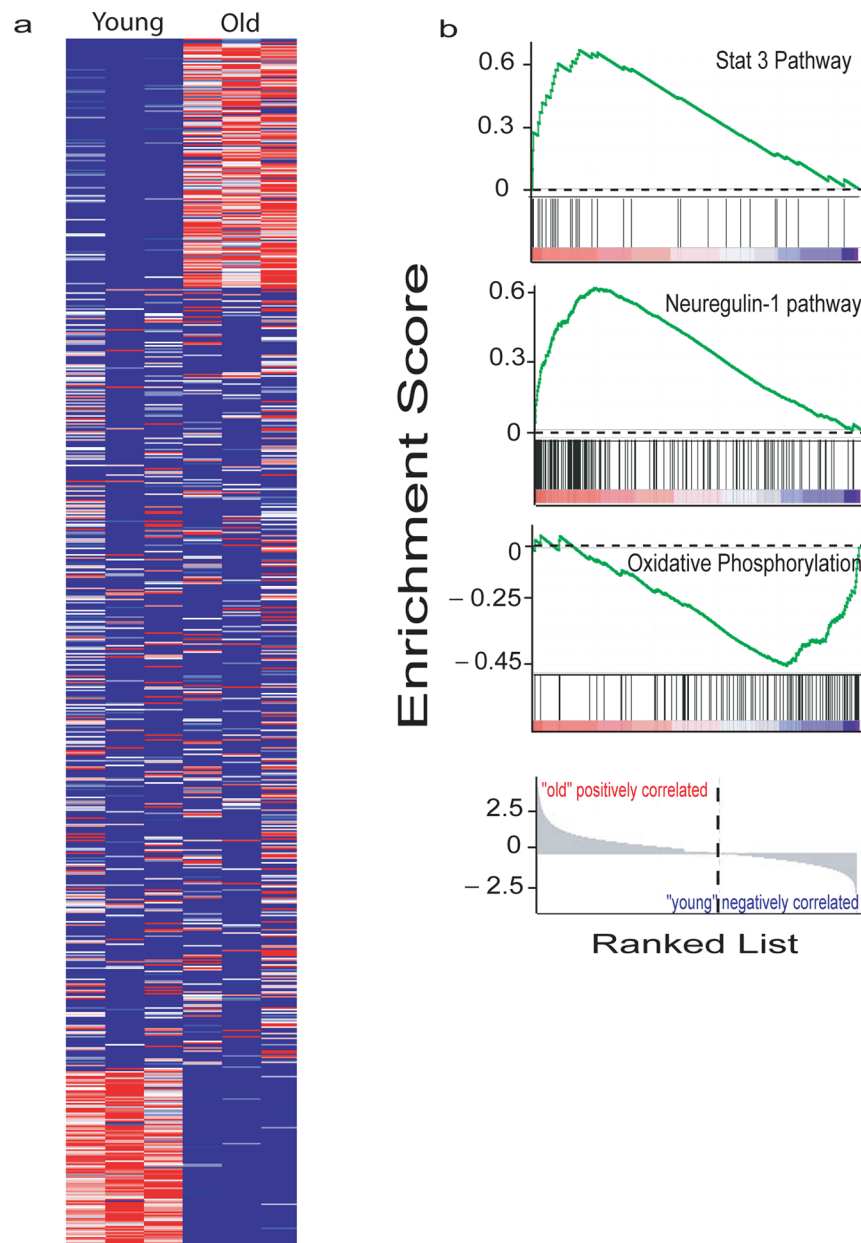 a
Young Old
b
Enrichment Score
Stat 3 Pathway
0.6
0.3
0
Neuregulin-1 pathway
0.6
0.3
0
Oxidative Phosphorylation
0
– 0.25
– 0.45
"old" positively correlated
2.5
0
– 2.5
"young" negatively correlated
Ranked List